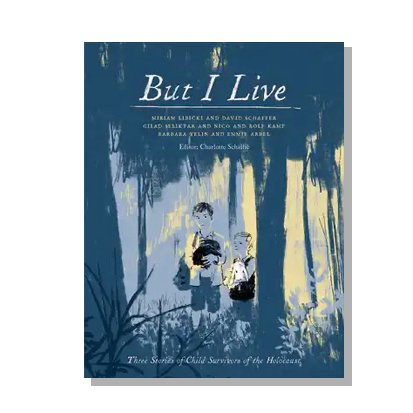 But I Live
MIRIAM LIBICKI AND DAVID SCHAFFER
GILAD SELIKTAR AND NICO AND ROLF KAMP
BARBARA YELIN AND EMMIE ARBEL
Editor: Charlotte Schallié
Three Stories of Child Survivors of the Holocaust